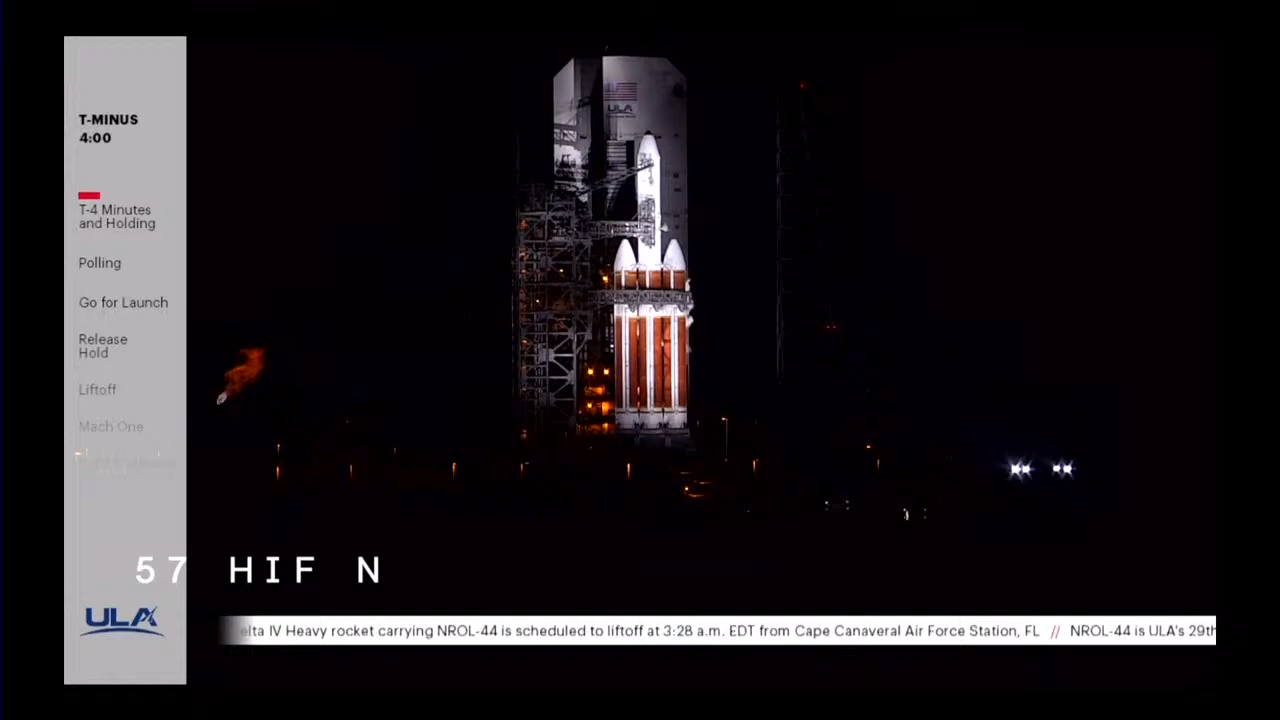 T-MINUS
4:00
T-4 Minutes
and Holding
Polling
Go for Launch
Release
Hold
Liftoff
Mach One
ULA
57 HIF N
ULA
elta IV Heavy rocket carrying NROL-44 is scheduled to liftoff at 3:28 a.m. EDT from Cape Canaveral Air Force Station, FL // NROL-44 is ULA's 29th